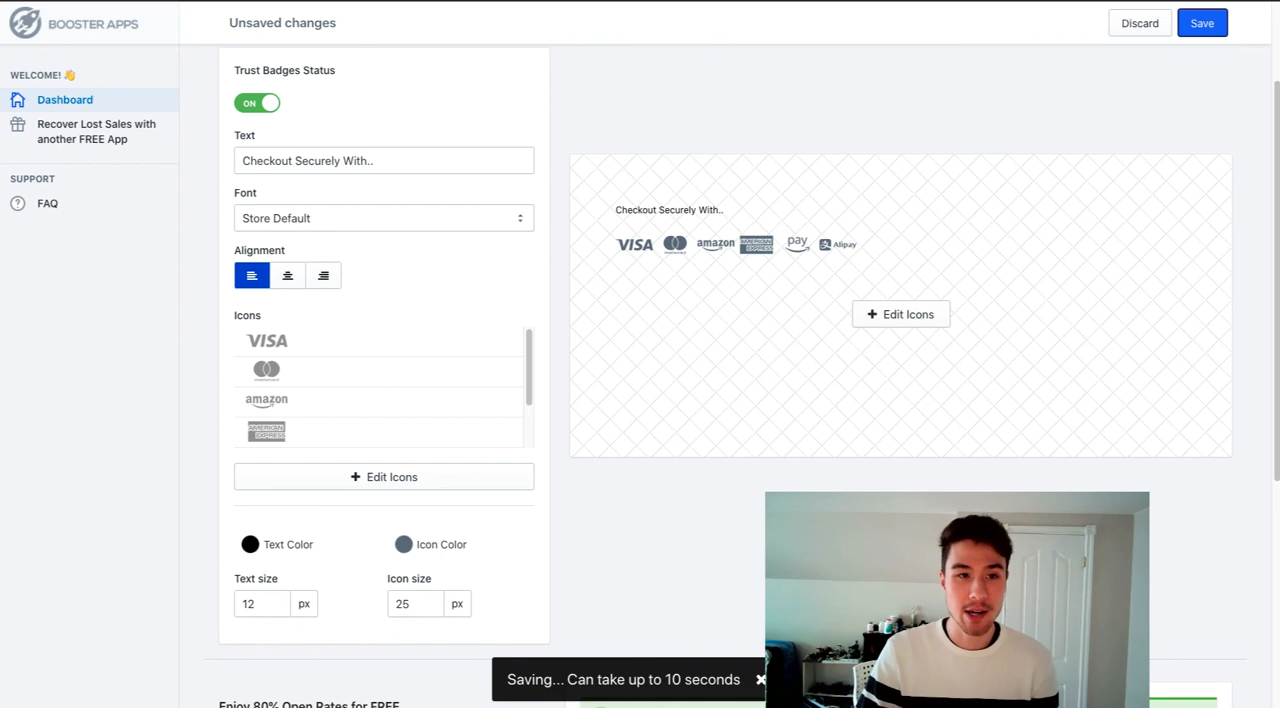 BOOSTER APPS
Unsaved changes
Discard
Save
WELCOME! 👋
Dashboard
Recover Lost Sales with
another FREE App
SUPPORT
FAQ
Trust Badges Status
ON
Text
Checkout Securely With..
Font
Store Default
Alignment
Icons
VISA
mastercard
amazon
AMERICAN
EXPRESS
Edit Icons
Text Color
Icon Color
Text size
Icon size
12 px
25 px
Checkout Securely With..
VISA mastercard amazon AMERICAN EXPRESS pay Alipay
Edit Icons
Saving... Can take up to 10 seconds
Enjoy 80% Open Rates for FREE